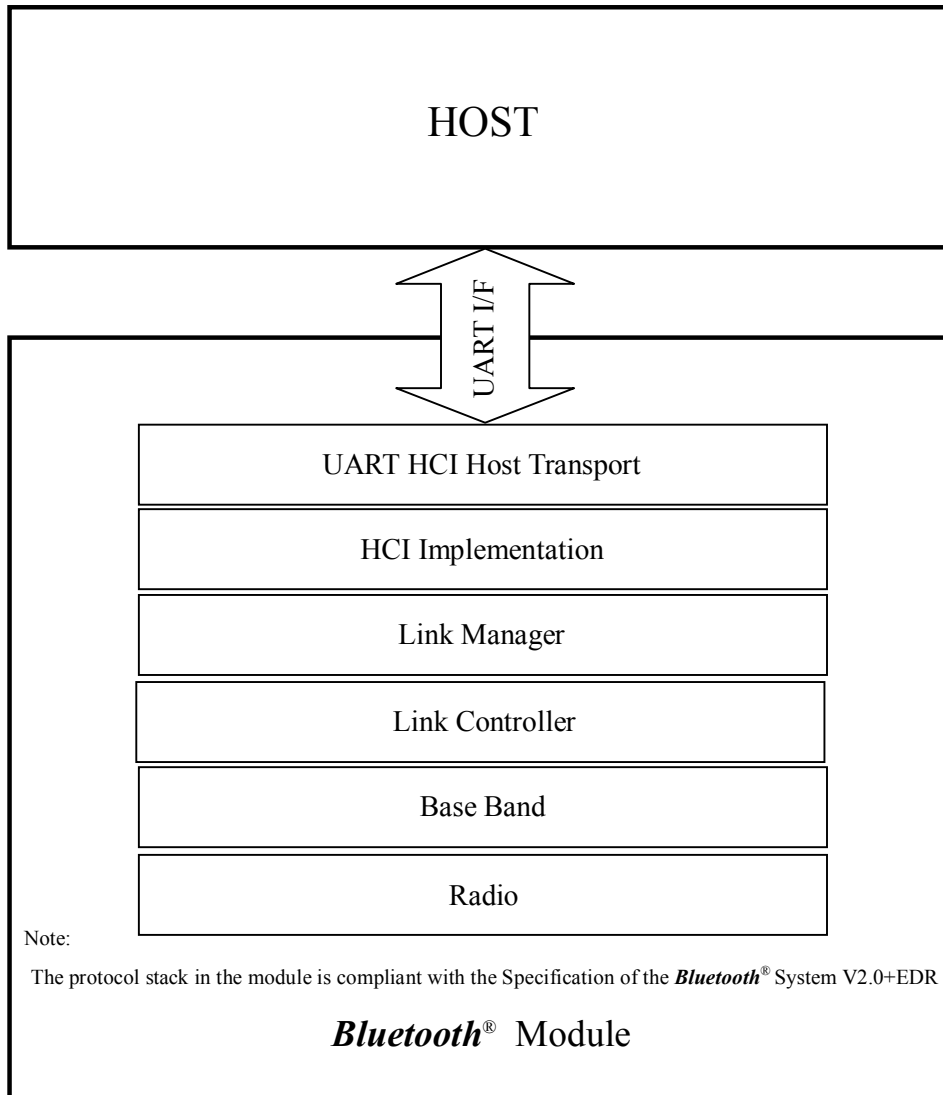 HOST
UART I/F
UART HCI Host Transport
HCI Implementation
Link Manager
Link Controller
Base Band
Radio
Note:
The protocol stack in the module is compliant with the Specification of the Bluetooth® System V2.0+EDR
Bluetooth® Module